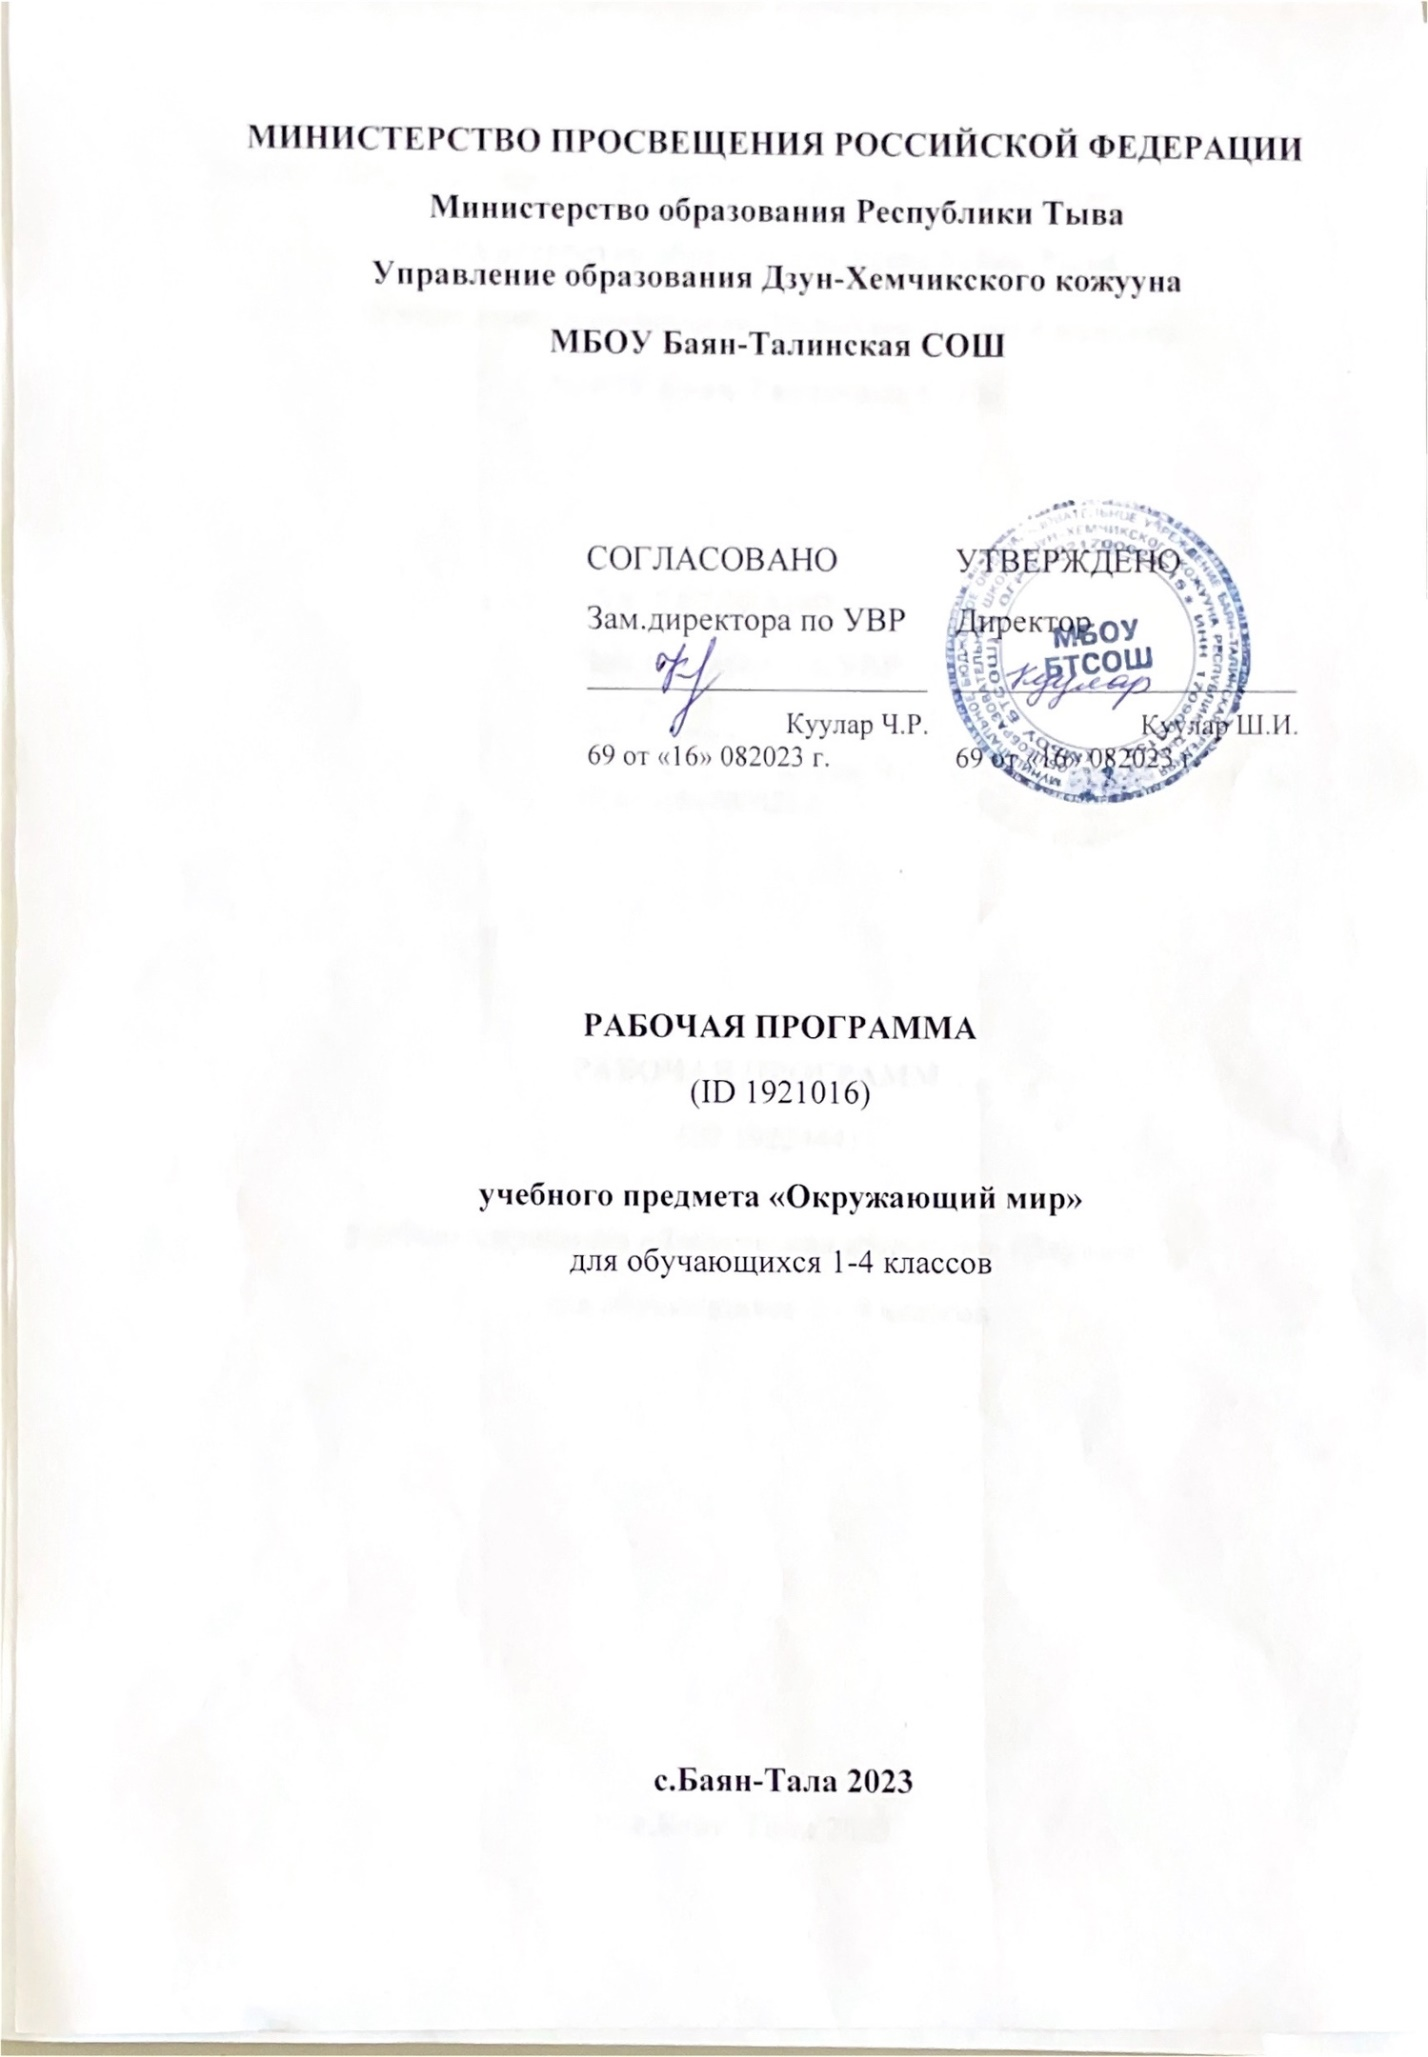 МИНИСТЕРСТВО ПРОСВЕЩЕНИЯ РОССИЙСКОЙ ФЕДЕРАЦИИ
Министерство образования Республики Тыва
Управление образования Дзун-Хемчикского кожууна
МБОУ Баян-Талинская СОШ
СОГЛАСОВАНО
Зам.директора по УВР
Куулар Ч.Р.
69 от «16» 082023 г.
УТВЕРЖДЕНО
Директор
МБОУ
БТСОШ
Куулар
Куулар Ш.И.
69 от «16» 082023 г.
РАБОЧАЯ ПРОГРАММА
(ID 1921016)
учебного предмета «Окружающий мир»
для обучающихся 1-4 классов
с.Баян-Тала 2023